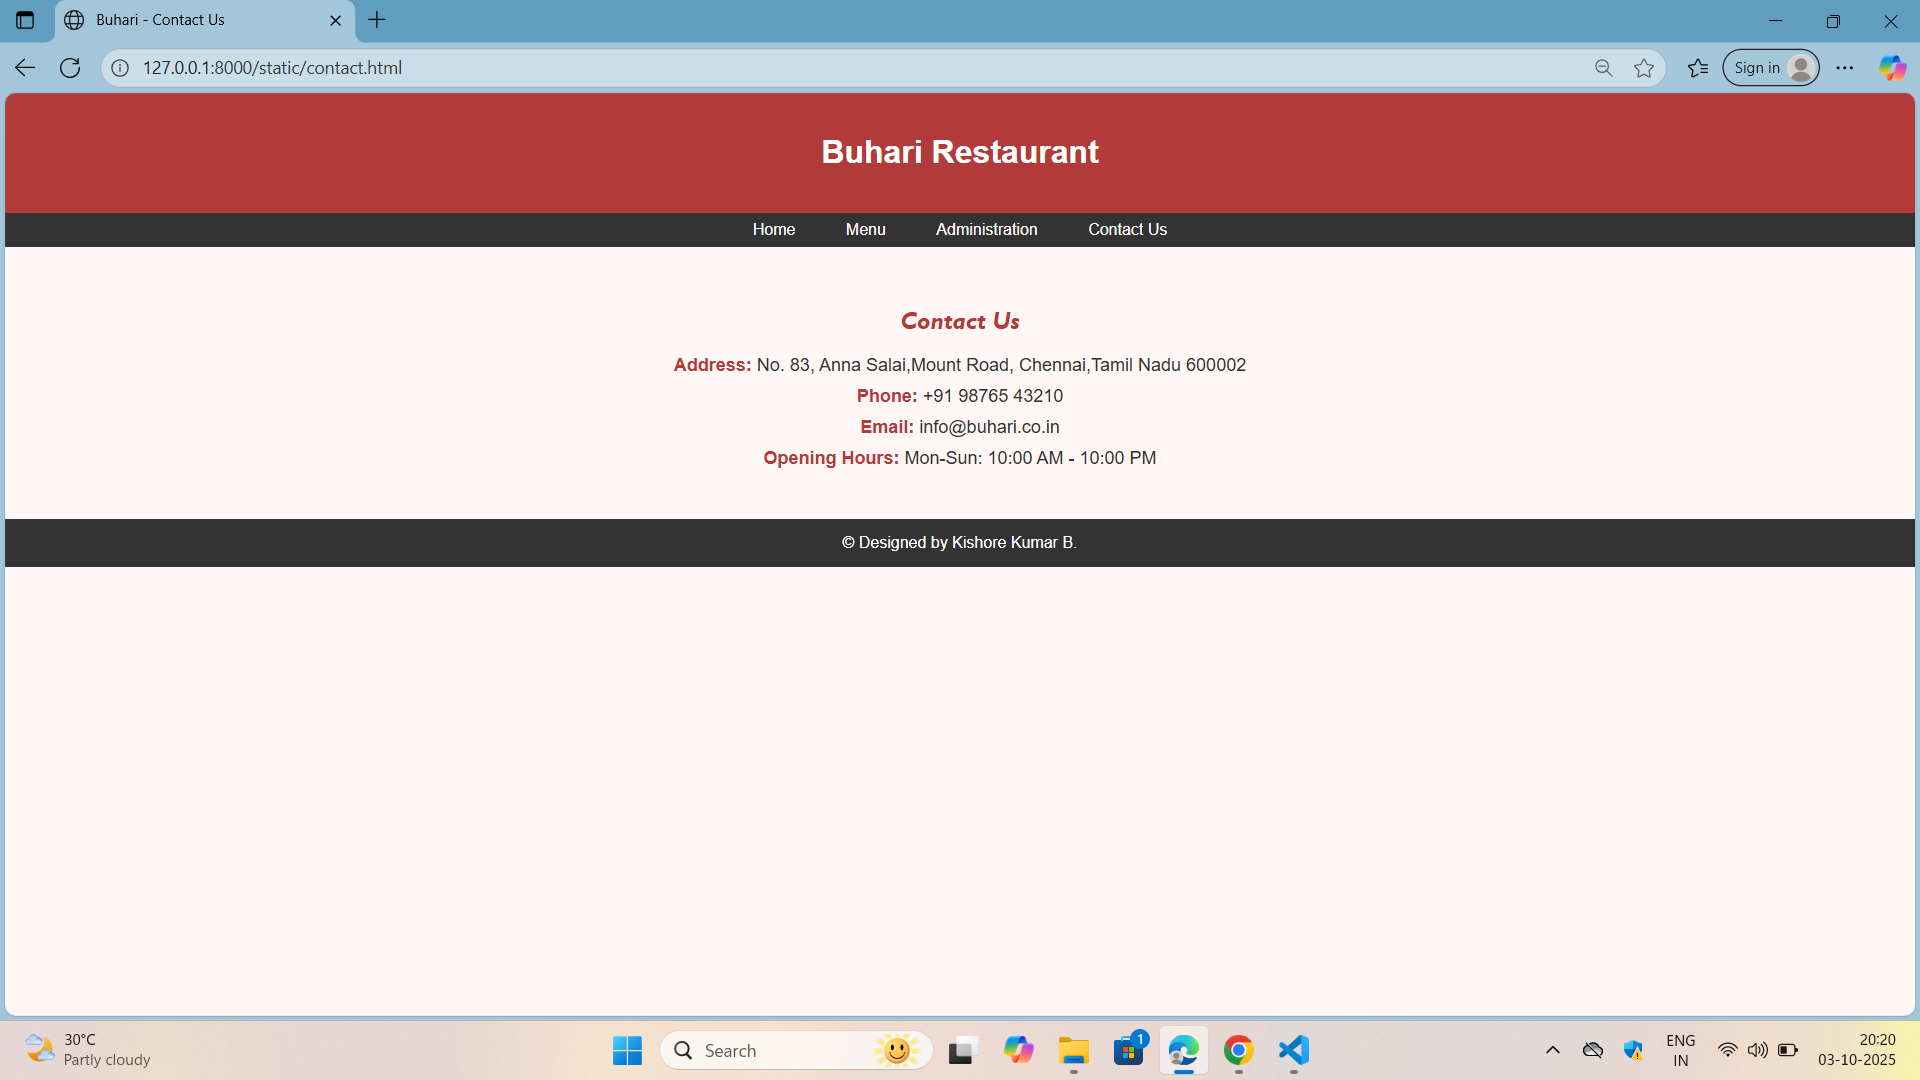 Buhari - Contact Us
127.0.0.1:8000/static/contact.html
Sign in
Buhari Restaurant
Home Menu Administration Contact Us
Contact Us
Address: No. 83, Anna Salai,Mount Road, Chennai,Tamil Nadu 600002
Phone: +91 98765 43210
Email: info@buhari.co.in
Opening Hours: Mon-Sun: 10:00 AM - 10:00 PM
© Designed by Kishore Kumar B.
30°C
Partly cloudy
Search
1
ENG
IN
20:20
03-10-2025